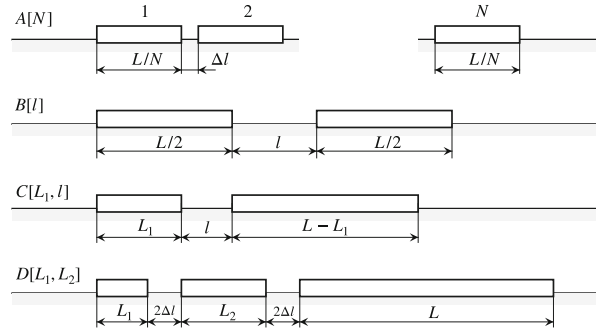 A[N] 1 2 N
L/N Δl L/N
B[l]
L/2 l L/2
C[L₁, l]
L₁ l L – L₁
D[L₁, L₂]
L₁ 2Δl L₂ 2Δl L